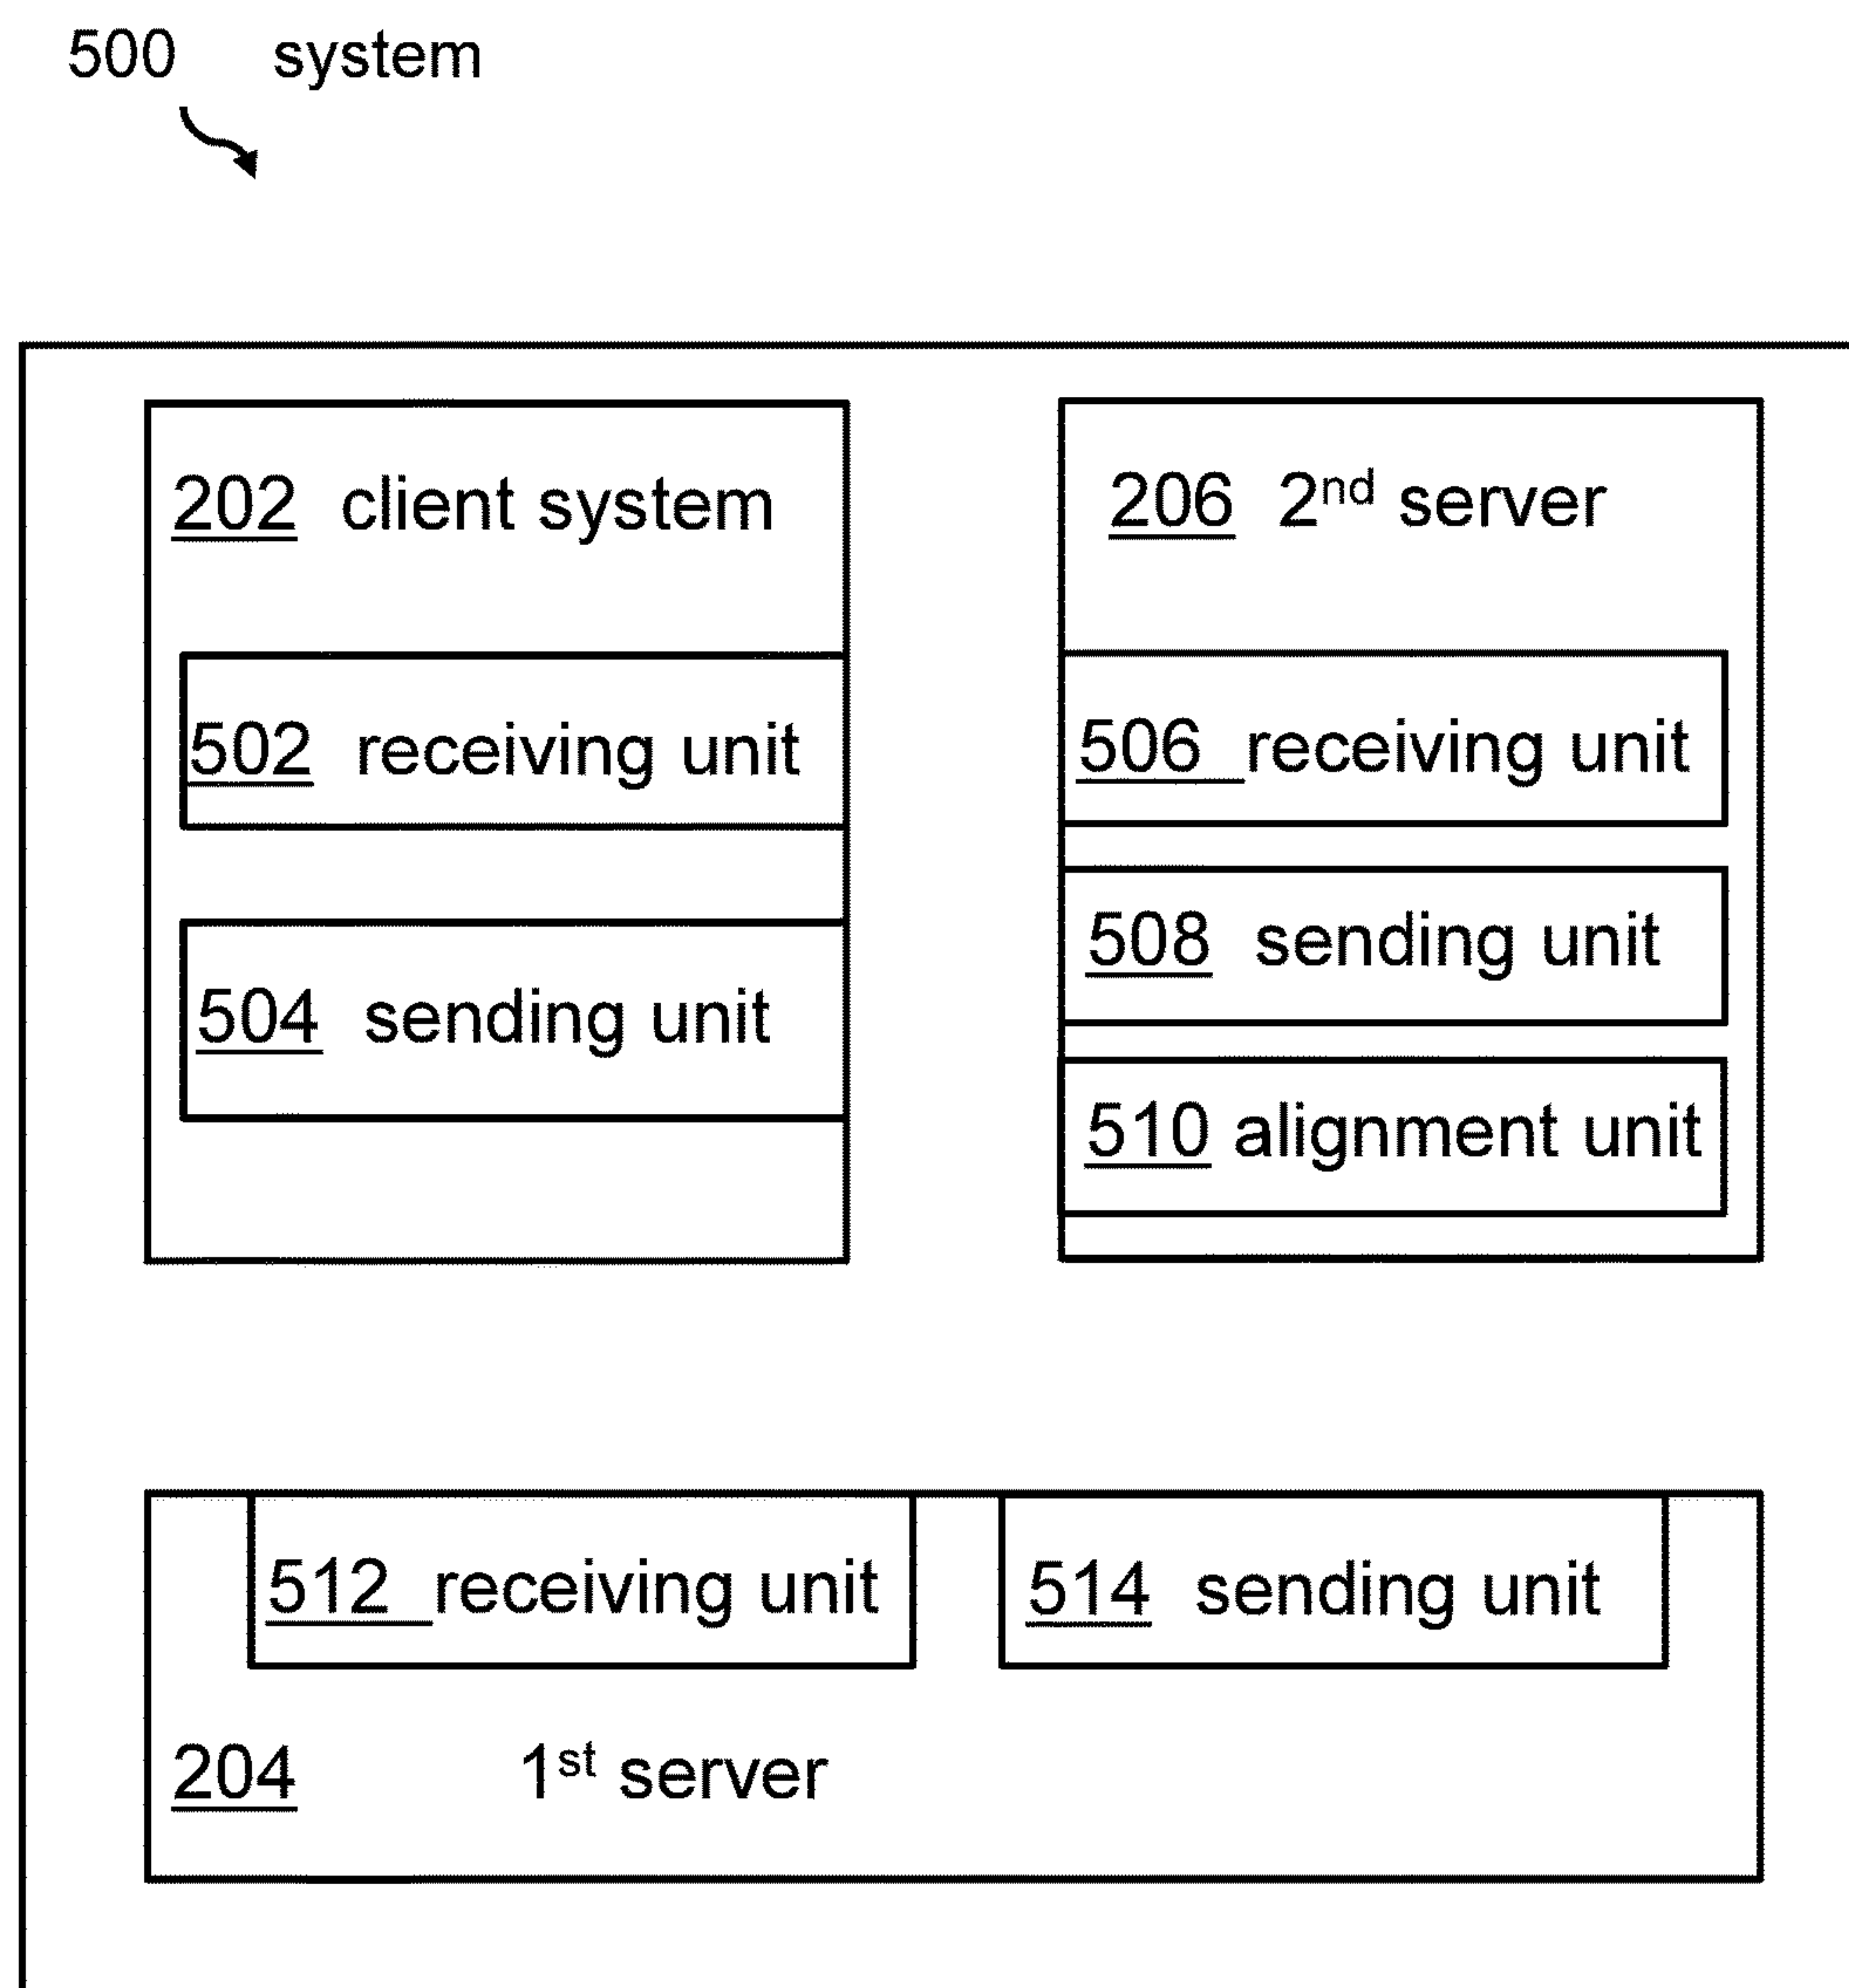 500 system
202 client system
502 receiving unit
504 sending unit
206 2nd server
506 receiving unit
508 sending unit
510 alignment unit
512 receiving unit
514 sending unit
204 1st server